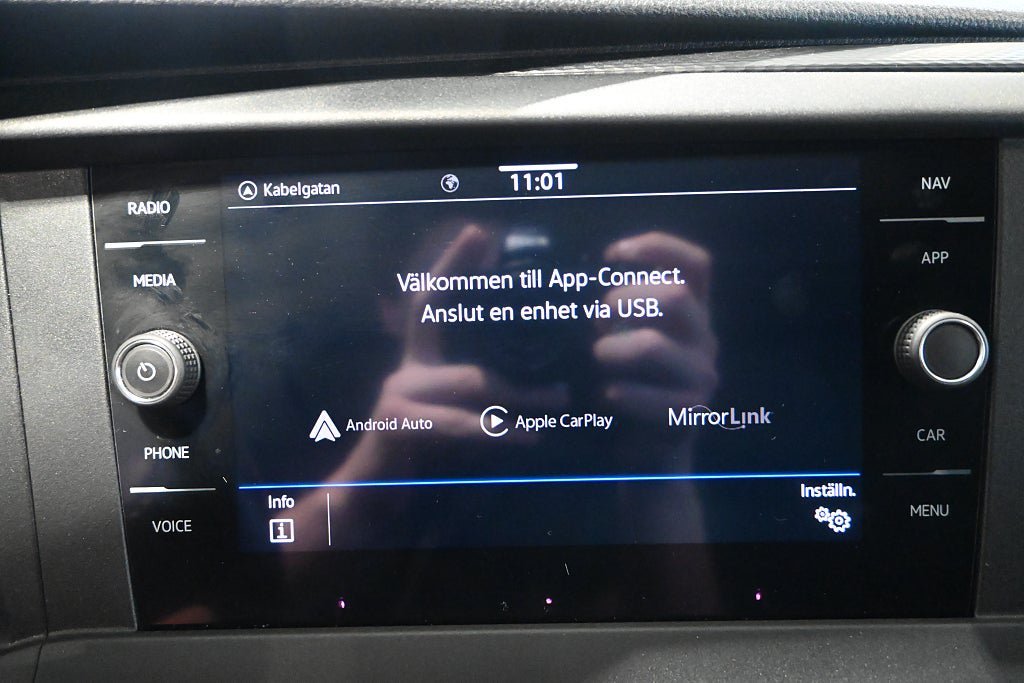 Kabelgatan
11:01
RADIO
MEDIA
PHONE
VOICE
Välkommen till App-Connect.
Anslut en enhet via USB.
Android Auto
Apple CarPlay
MirrorLink
Info
i
Inställn.
NAV
APP
CAR
MENU